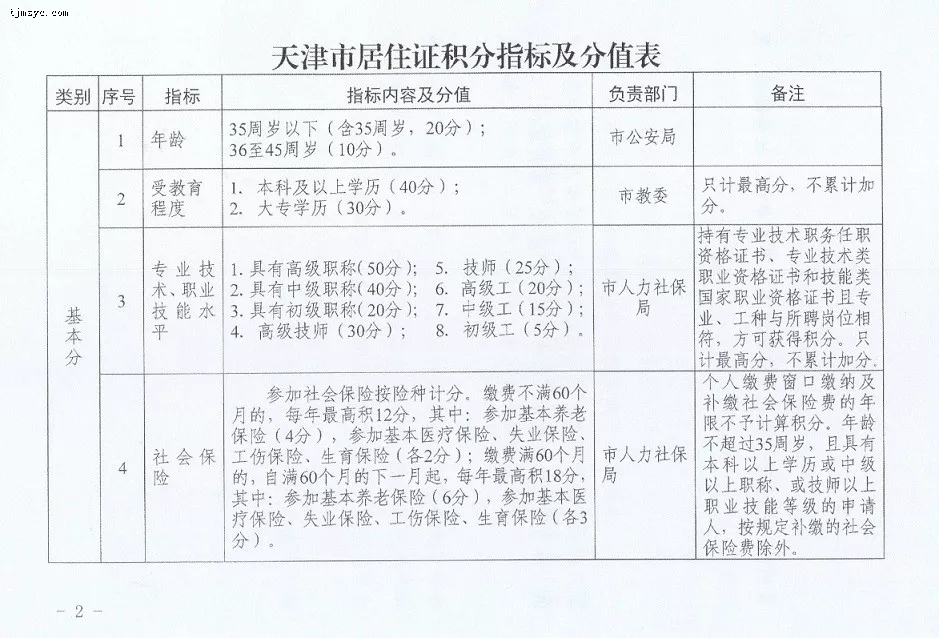 tjmsyc.com
天津市居住证积分指标及分值表
类别 序号 指标 指标内容及分值 负责部门 备注
基本分
1 年龄
35周岁以下（含35周岁，20分）；
36至45周岁（10分）。
市公安局
2
受教育
程度
1. 本科及以上学历（40分）；
2. 大专学历（30分）。
市教委
只计最高分，不累计加
分。
3
专业技
术、职业
技能水
平
1. 具有高级职称（50分）； 5. 技师（25分）；
2. 具有中级职称（40分）； 6. 高级工（20分）；
3. 具有初级职称（20分）； 7. 中级工（15分）；
4. 高级技师（30分）； 8. 初级工（5分）。
市人力社保
局
持有专业技术职务任职
资格证书、专业技术类
职业资格证书和技能类
国家职业资格证书且专
业、工种与所聘岗位相
符，方可获得积分。只
计最高分，不累计加分.
4
社会保
险
参加社会保险按险种计分。缴费不满60个
月的，每年最高积12分，其中：参加基本养老
保险（4分），参加基本医疗保险、失业保险、
工伤保险、生育保险（各2分）；缴费满60个月
的，自满60个月的下一月起，每年最高积18分，
其中：参加基本养老保险（6分），参加基本医
疗保险、失业保险、工伤保险、生育保险（各3
分）。
市人力社保
局
个人缴费窗口缴纳及
补缴社会保险费的年
限不予计算积分。年龄
不超过35周岁，且具有
本科以上学历或中级
以上职称、或技师以上
职业技能等级的申请
人，按规定补缴的社会
保险费除外。
- 2 -